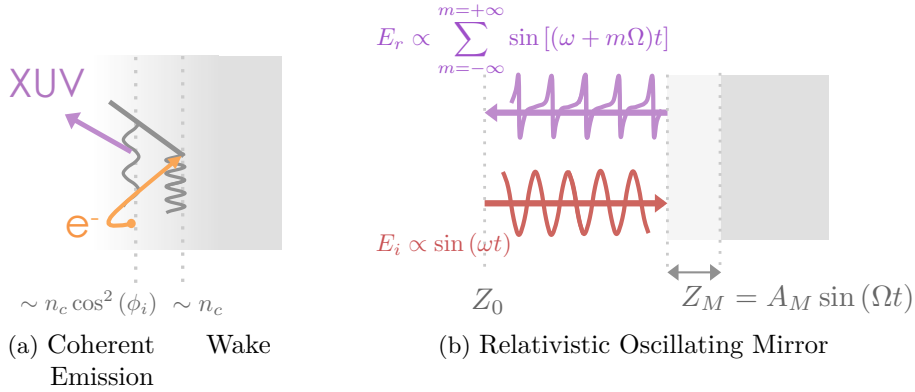 XUV
e⁻
∼ n_c cos² (ϕ_i)
∼ n_c
(a) Coherent Wake
Emission
E_r ∝ ∑_{m=−∞}^{m=+∞} sin [(ω + mΩ)t]
E_i ∝ sin (ωt)
Z_0
Z_M = A_M sin (Ωt)
(b) Relativistic Oscillating Mirror